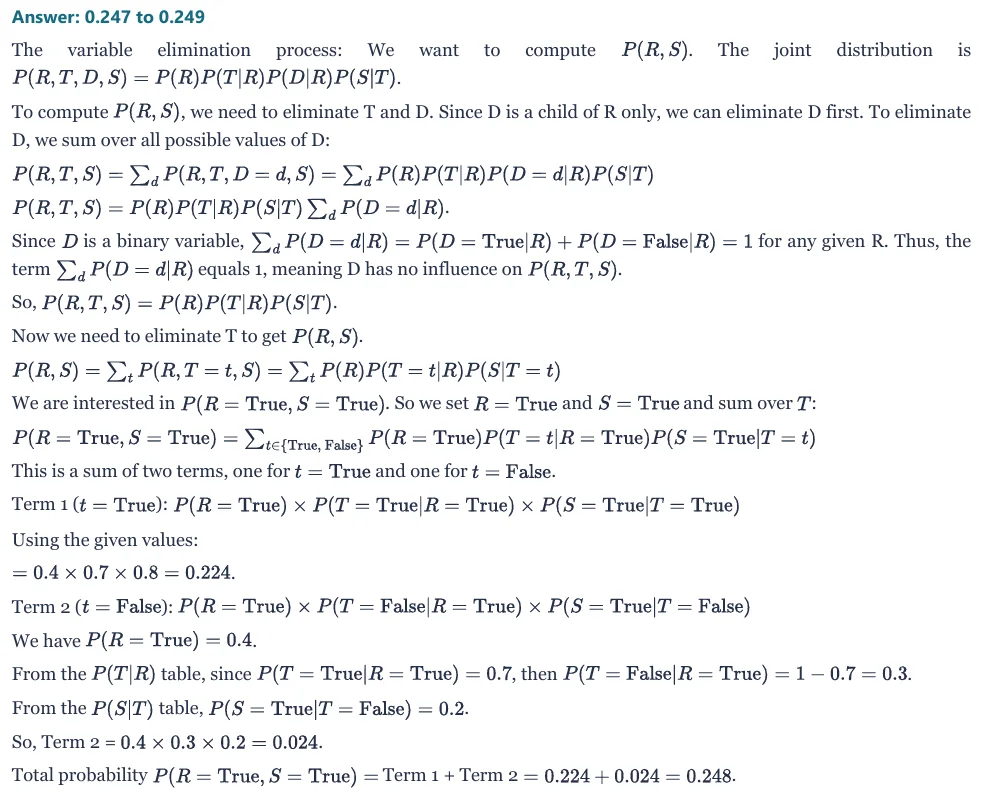 Answer: 0.247 to 0.249
The variable elimination process: We want to compute P(R, S). The joint distribution is
P(R, T, D, S) = P(R)P(T|R)P(D|R)P(S|T).
To compute P(R, S), we need to eliminate T and D. Since D is a child of R only, we can eliminate D first. To eliminate
D, we sum over all possible values of D:
P(R, T, S) = ∑_d P(R, T, D = d, S) = ∑_d P(R)P(T|R)P(D = d|R)P(S|T)
P(R, T, S) = P(R)P(T|R)P(S|T) ∑_d P(D = d|R).
Since D is a binary variable, ∑_d P(D = d|R) = P(D = True|R) + P(D = False|R) = 1 for any given R. Thus, the
term ∑_d P(D = d|R) equals 1, meaning D has no influence on P(R, T, S).
So, P(R, T, S) = P(R)P(T|R)P(S|T).
Now we need to eliminate T to get P(R, S).
P(R, S) = ∑_t P(R, T = t, S) = ∑_t P(R)P(T = t|R)P(S|T = t)
We are interested in P(R = True, S = True). So we set R = True and S = True and sum over T:
P(R = True, S = True) = ∑_{t∈{True, False}} P(R = True)P(T = t|R = True)P(S = True|T = t)
This is a sum of two terms, one for t = True and one for t = False.
Term 1 (t = True): P(R = True) × P(T = True|R = True) × P(S = True|T = True)
Using the given values:
= 0.4 × 0.7 × 0.8 = 0.224.
Term 2 (t = False): P(R = True) × P(T = False|R = True) × P(S = True|T = False)
We have P(R = True) = 0.4.
From the P(T|R) table, since P(T = True|R = True) = 0.7, then P(T = False|R = True) = 1 − 0.7 = 0.3.
From the P(S|T) table, P(S = True|T = False) = 0.2.
So, Term 2 = 0.4 × 0.3 × 0.2 = 0.024.
Total probability P(R = True, S = True) = Term 1 + Term 2 = 0.224 + 0.024 = 0.248.